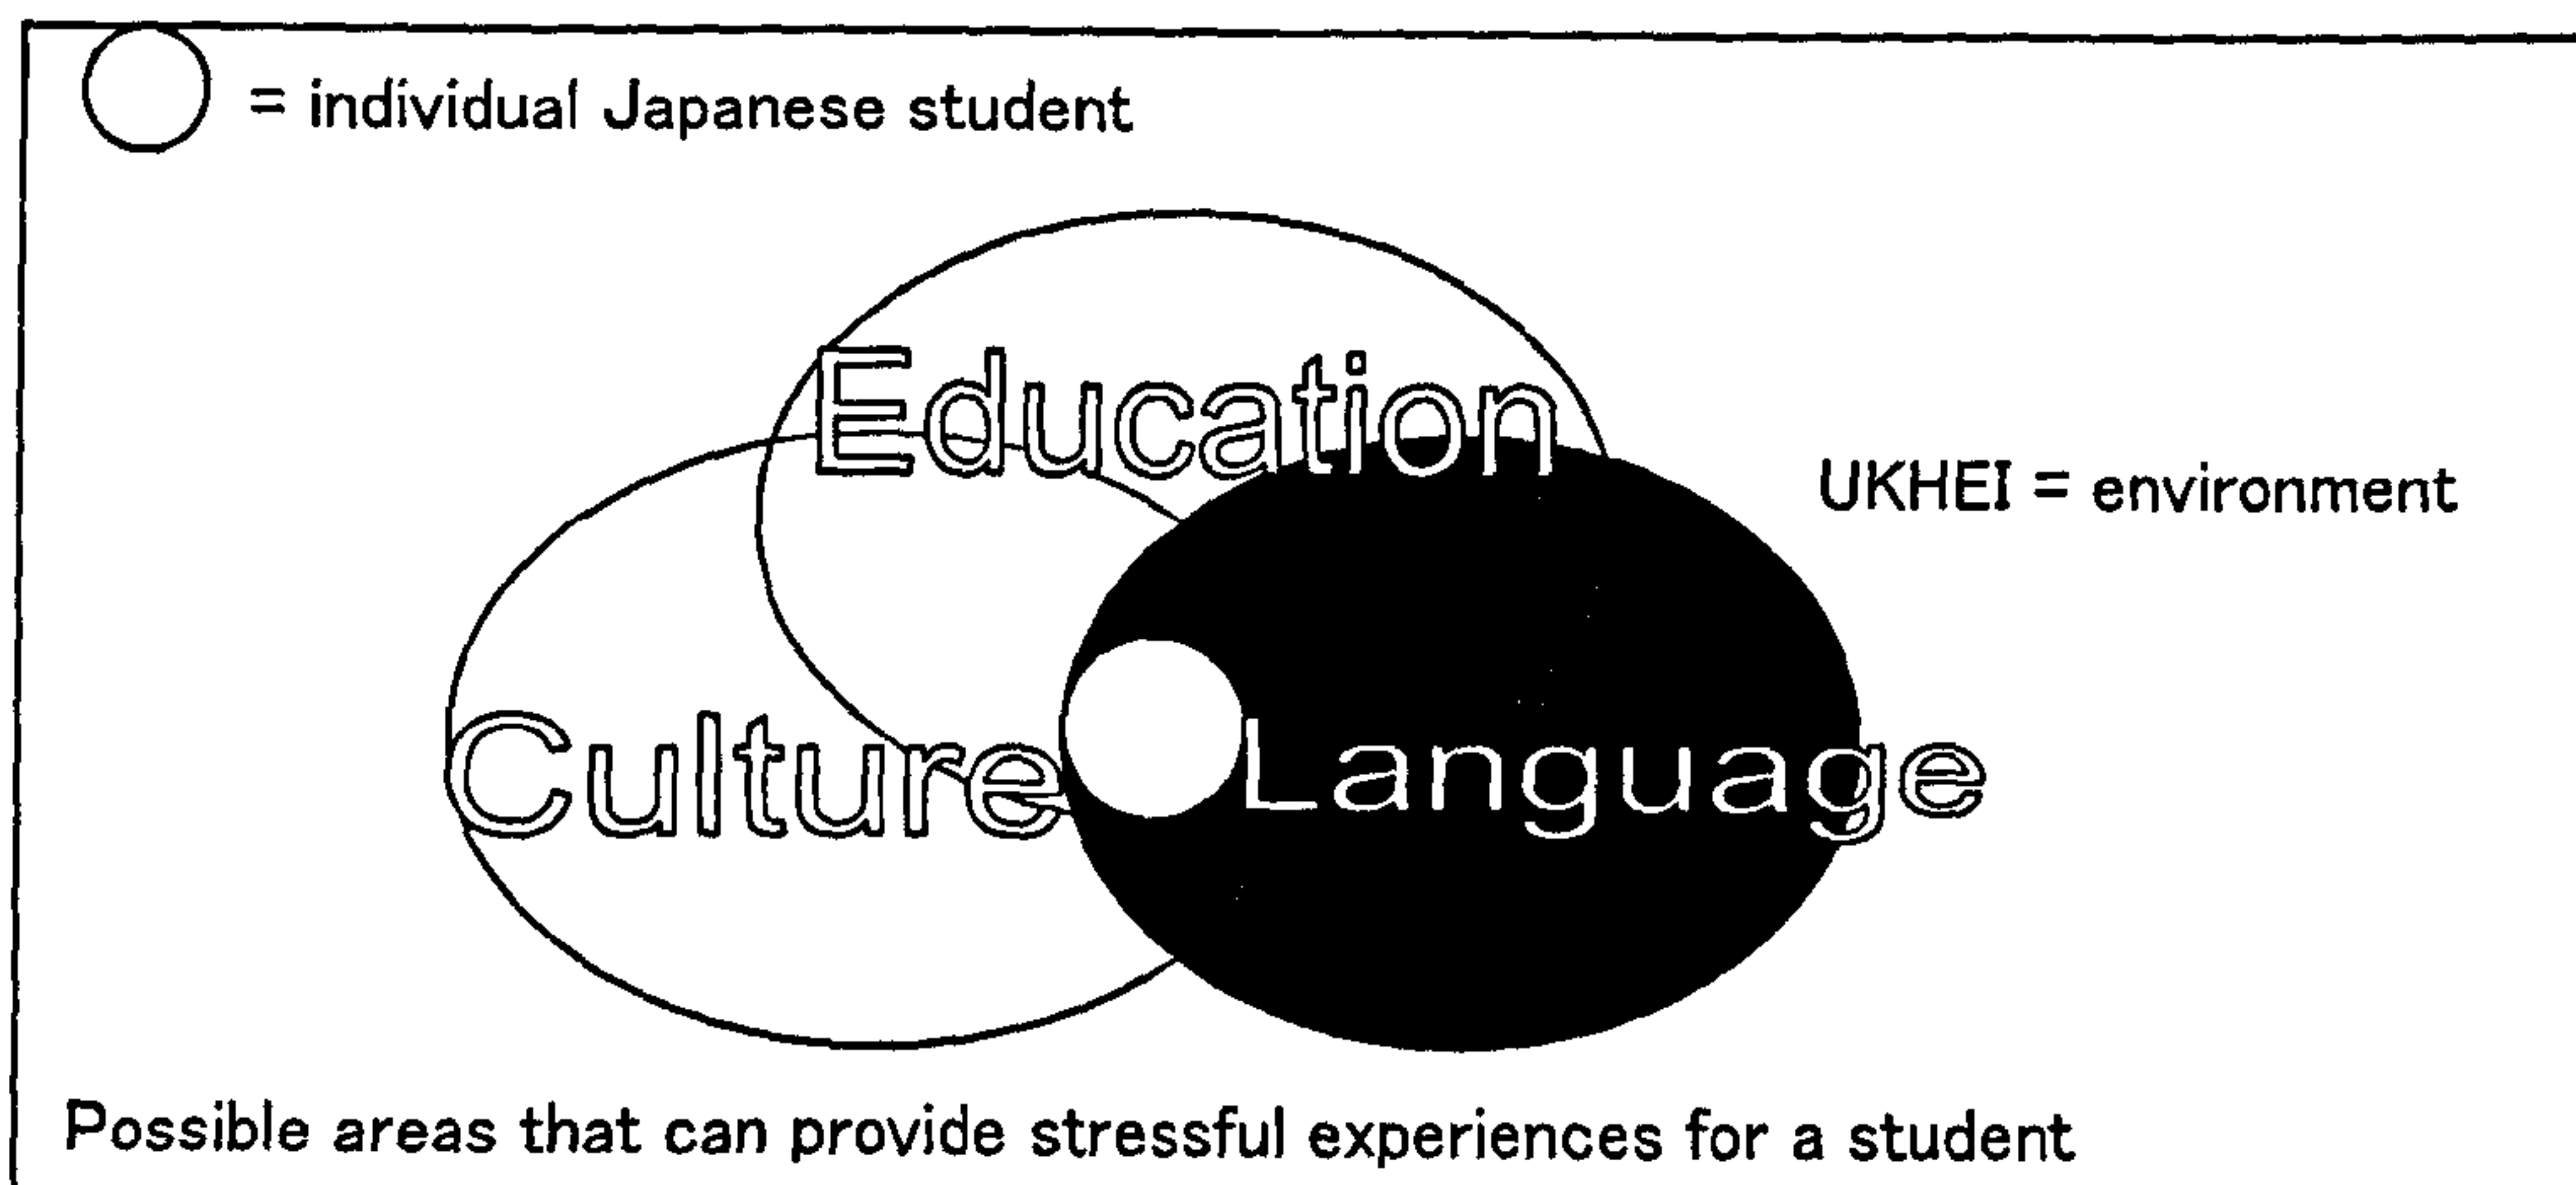 = individual Japanese student
Education
UKHEI = environment
Culture
Language
Possible areas that can provide stressful experiences for a student